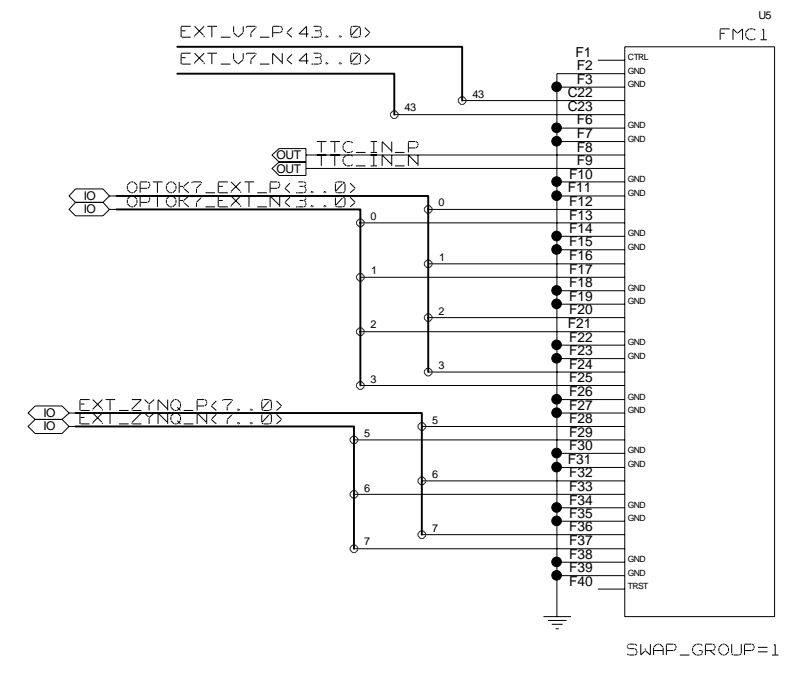 U5
FMC1
EXT_V7_P<43..0>
EXT_V7_N<43..0>
F1 CTRL
F2 GND
F3 GND
43 C22
43 C23
F6 GND
F7 GND
OUT TTC_IN_P F8
OUT TTC_IN_N F9
F10 GND
F11 GND
IO OPTOK7_EXT_P<3..0>
IO OPTOK7_EXT_N<3..0>
0 F12
0 F13
F14 GND
F15 GND
1 F16
1 F17
F18 GND
F19 GND
2 F20
2 F21
F22 GND
F23 GND
3 F24
3 F25
F26 GND
F27 GND
IO EXT_ZYNQ_P<7..0>
IO EXT_ZYNQ_N<7..0>
5 F28
5 F29
F30 GND
F31 GND
6 F32
6 F33
F34 GND
F35 GND
7 F36
7 F37
F38 GND
F39 GND
F40 TRST
SWAP_GROUP=1